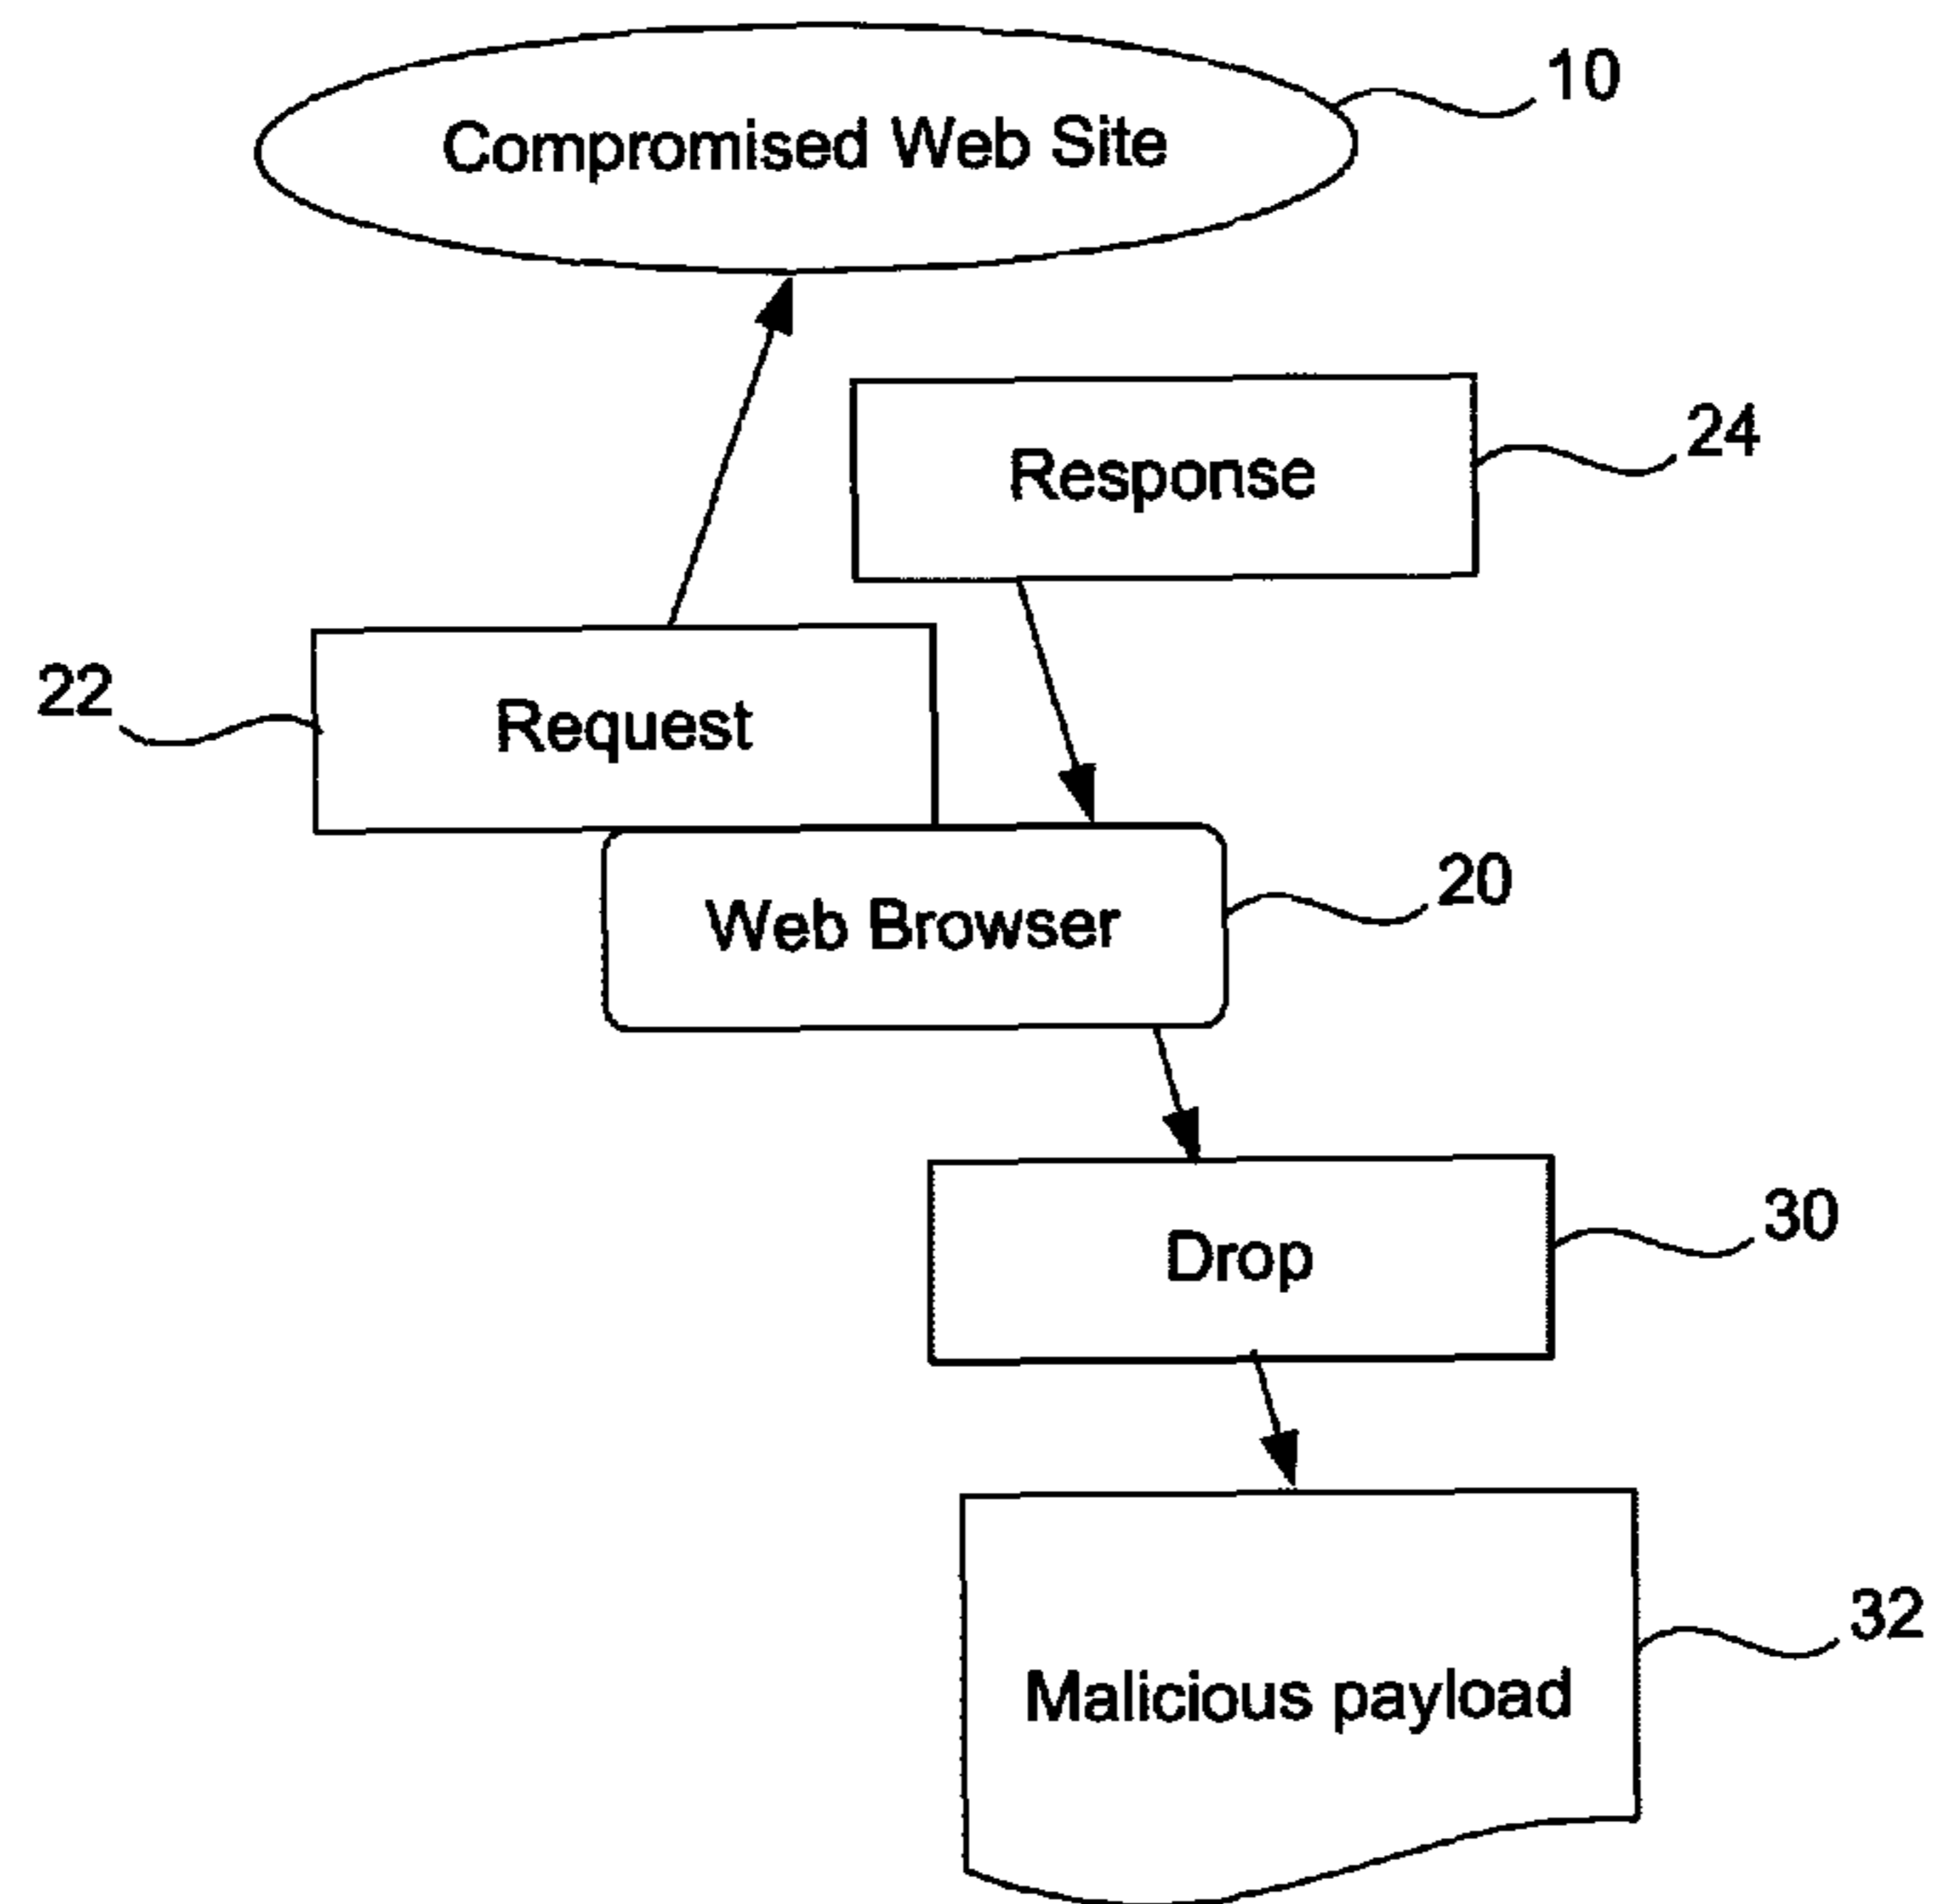 10
Compromised Web Site
24
Response
22
Request
20
Web Browser
30
Drop
32
Malicious payload